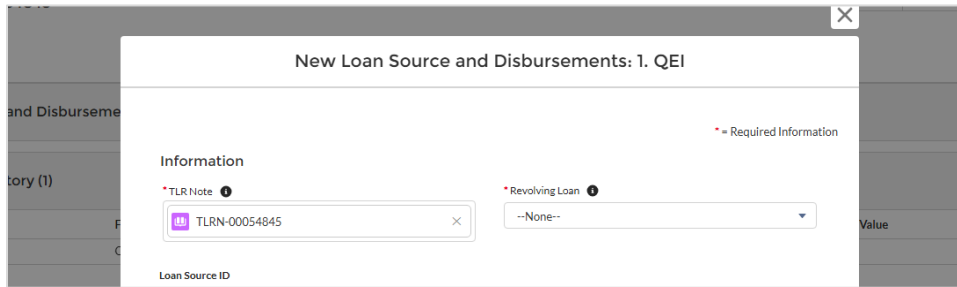 New Loan Source and Disbursements: 1. QEI
and Disburseme
* = Required Information
Information
tory (1)
* TLR Note
* Revolving Loan
TLRN-00054845
--None--
Value
Loan Source ID